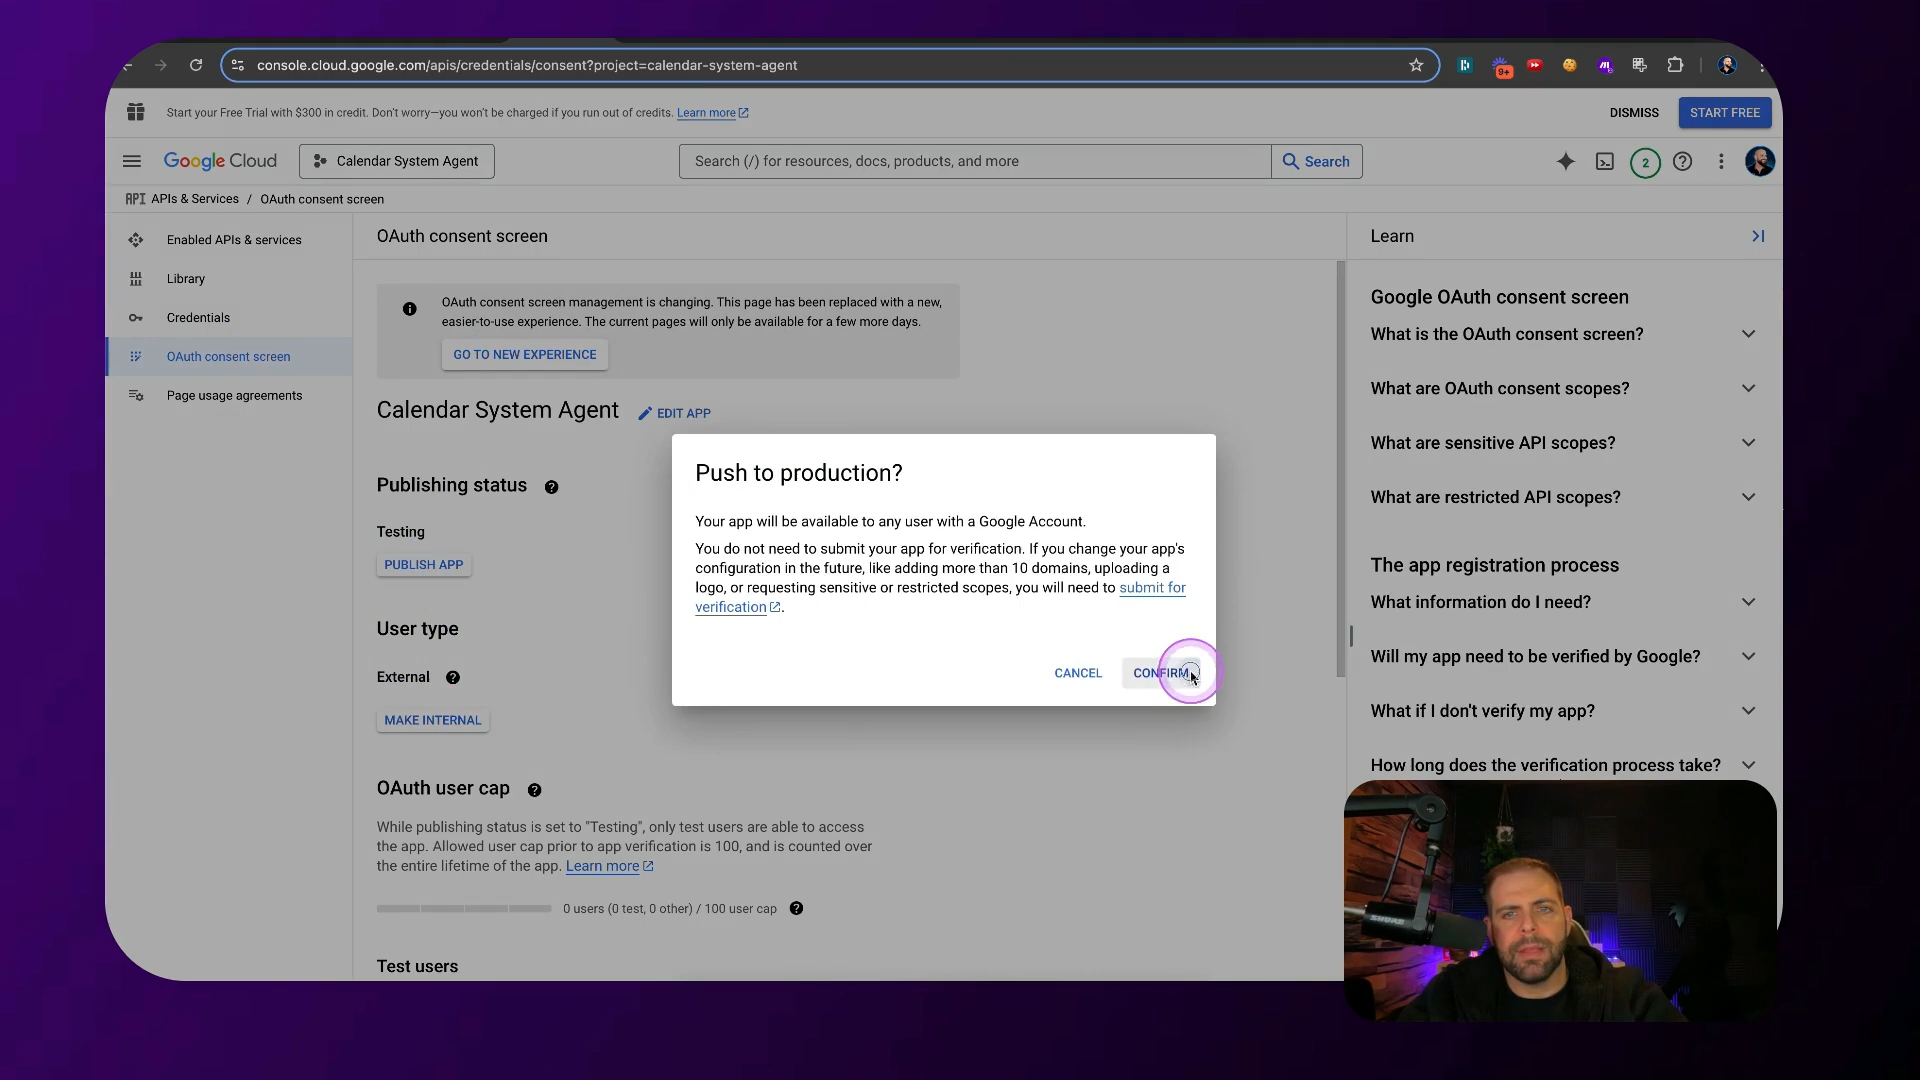 console.cloud.google.com/apis/credentials/consent?project=calendar-system-agent
9+
Start your Free Trial with $300 in credit. Don't worry—you won't be charged if you run out of credits. Learn more
DISMISS
START FREE
Google Cloud
Calendar System Agent
Search (/) for resources, docs, products, and more
Search
2
API APIs & Services / OAuth consent screen
Enabled APIs & services
Library
Credentials
OAuth consent screen
Page usage agreements
OAuth consent screen
OAuth consent screen management is changing. This page has been replaced with a new,
easier-to-use experience. The current pages will only be available for a few more days.
GO TO NEW EXPERIENCE
Calendar System Agent
EDIT APP
Publishing status
Testing
PUBLISH APP
User type
External
MAKE INTERNAL
OAuth user cap
While publishing status is set to "Testing", only test users are able to access
the app. Allowed user cap prior to app verification is 100, and is counted over
the entire lifetime of the app. Learn more
0 users (0 test, 0 other) / 100 user cap
Test users
Push to production?
Your app will be available to any user with a Google Account.
You do not need to submit your app for verification. If you change your app's
configuration in the future, like adding more than 10 domains, uploading a
logo, or requesting sensitive or restricted scopes, you will need to submit for
verification.
CANCEL
CONFIRM
Learn
Google OAuth consent screen
What is the OAuth consent screen?
What are OAuth consent scopes?
What are sensitive API scopes?
What are restricted API scopes?
The app registration process
What information do I need?
Will my app need to be verified by Google?
What if I don't verify my app?
How long does the verification process take?
SHURE